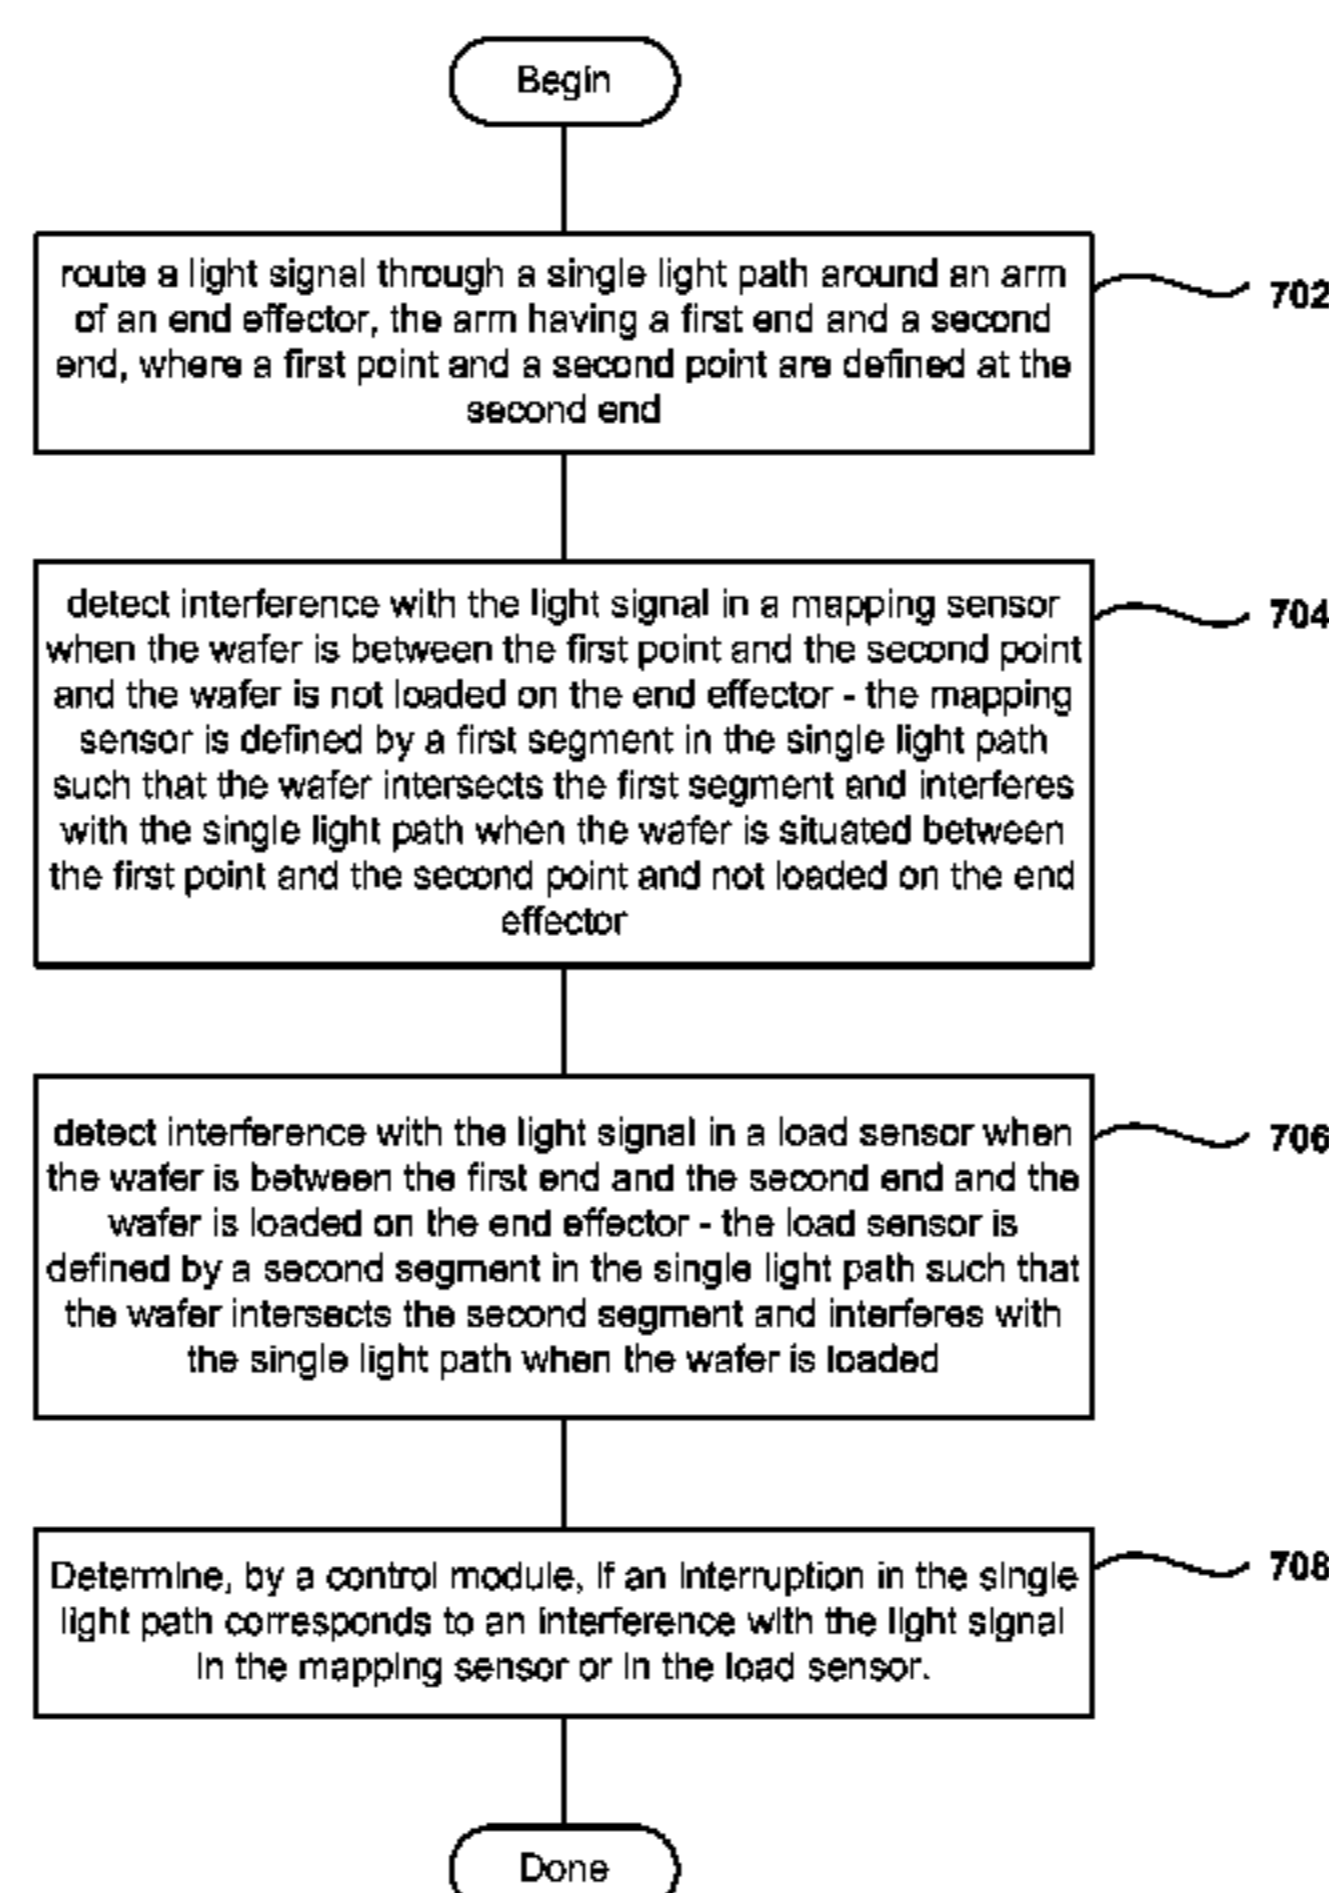 Begin
route a light signal through a single light path around an arm
of an end effector, the arm having a first end and a second
end, where a first point and a second point are defined at the
second end
702
detect interference with the light signal in a mapping sensor
when the wafer is between the first point and the second point
and the wafer is not loaded on the end effector - the mapping
sensor is defined by a first segment in the single light path
such that the wafer intersects the first segment and interferes
with the single light path when the wafer is situated between
the first point and the second point and not loaded on the end
effector
704
detect interference with the light signal in a load sensor when
the wafer is between the first end and the second end and the
wafer is loaded on the end effector - the load sensor is
defined by a second segment in the single light path such that
the wafer intersects the second segment and interferes with
the single light path when the wafer is loaded
706
Determine, by a control module, if an interruption in the single
light path corresponds to an interference with the light signal
in the mapping sensor or in the load sensor.
708
Done